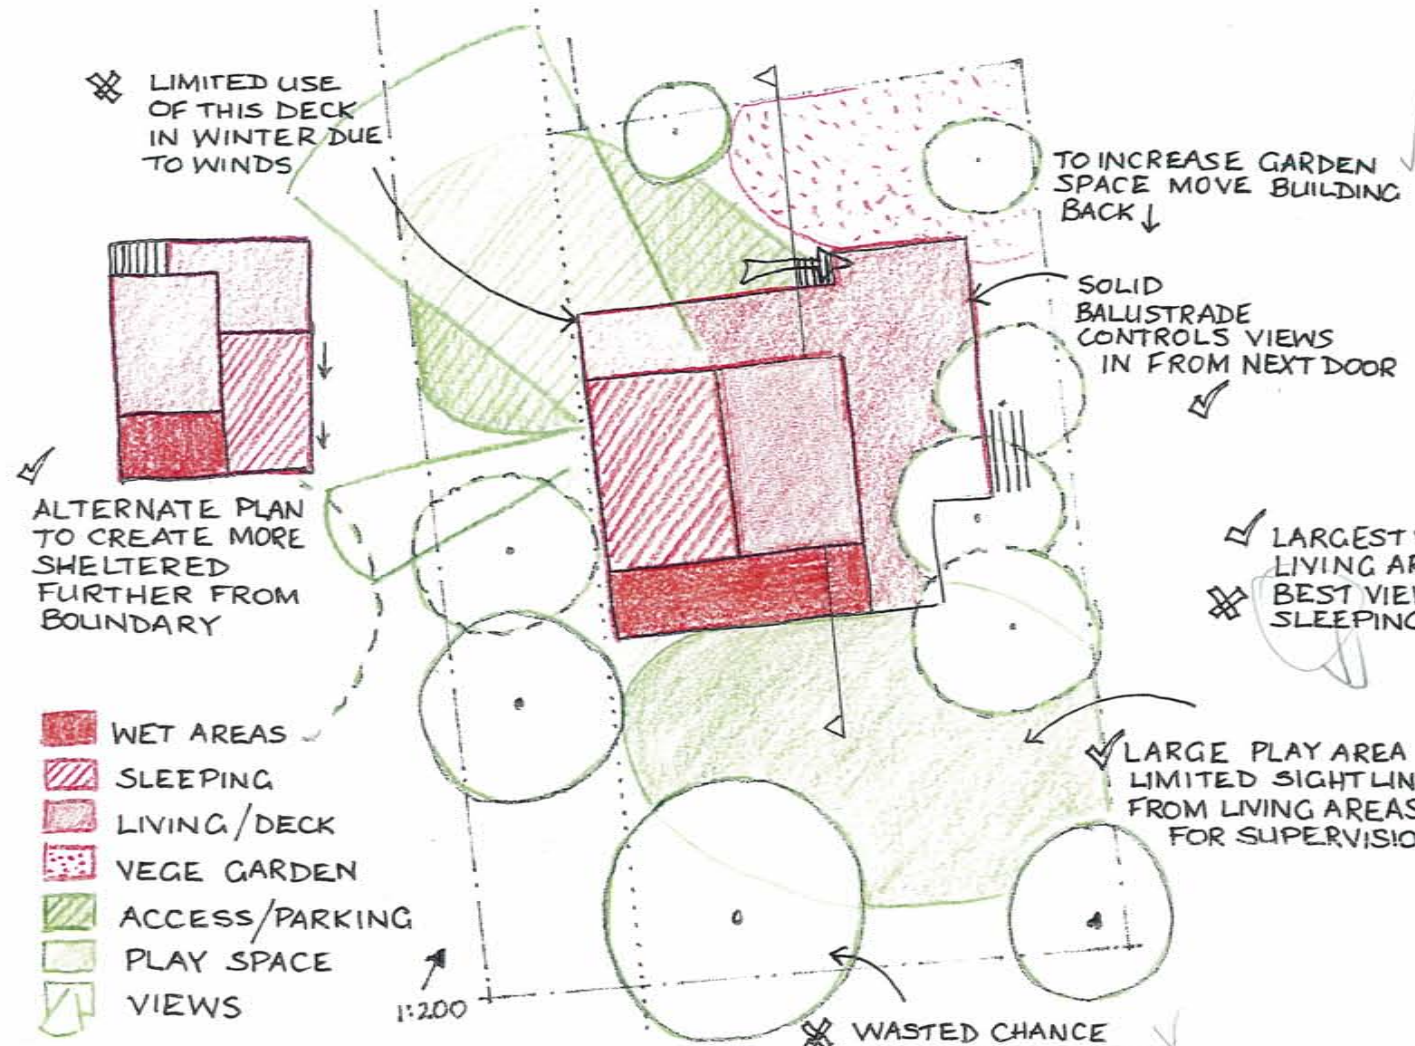 LIMITED USE
OF THIS DECK
IN WINTER DUE
TO WINDS
TO INCREASE GARDEN
SPACE MOVE BUILDING
BACK
SOLID
BALUSTRADE
CONTROLS VIEWS
IN FROM NEXT DOOR
ALTERNATE PLAN
TO CREATE MORE
SHELTERED
FURTHER FROM
BOUNDARY
LARGEST
LIVING
BEST
SLEEPING
LARGE PLAY AREA
LIMITED
FROM LIVING AREAS
FOR
WET AREAS
SLEEPING
LIVING/DECK
VEGE GARDEN
ACCESS/PARKING
PLAY SPACE
VIEWS
1:200
WASTED CHANCE